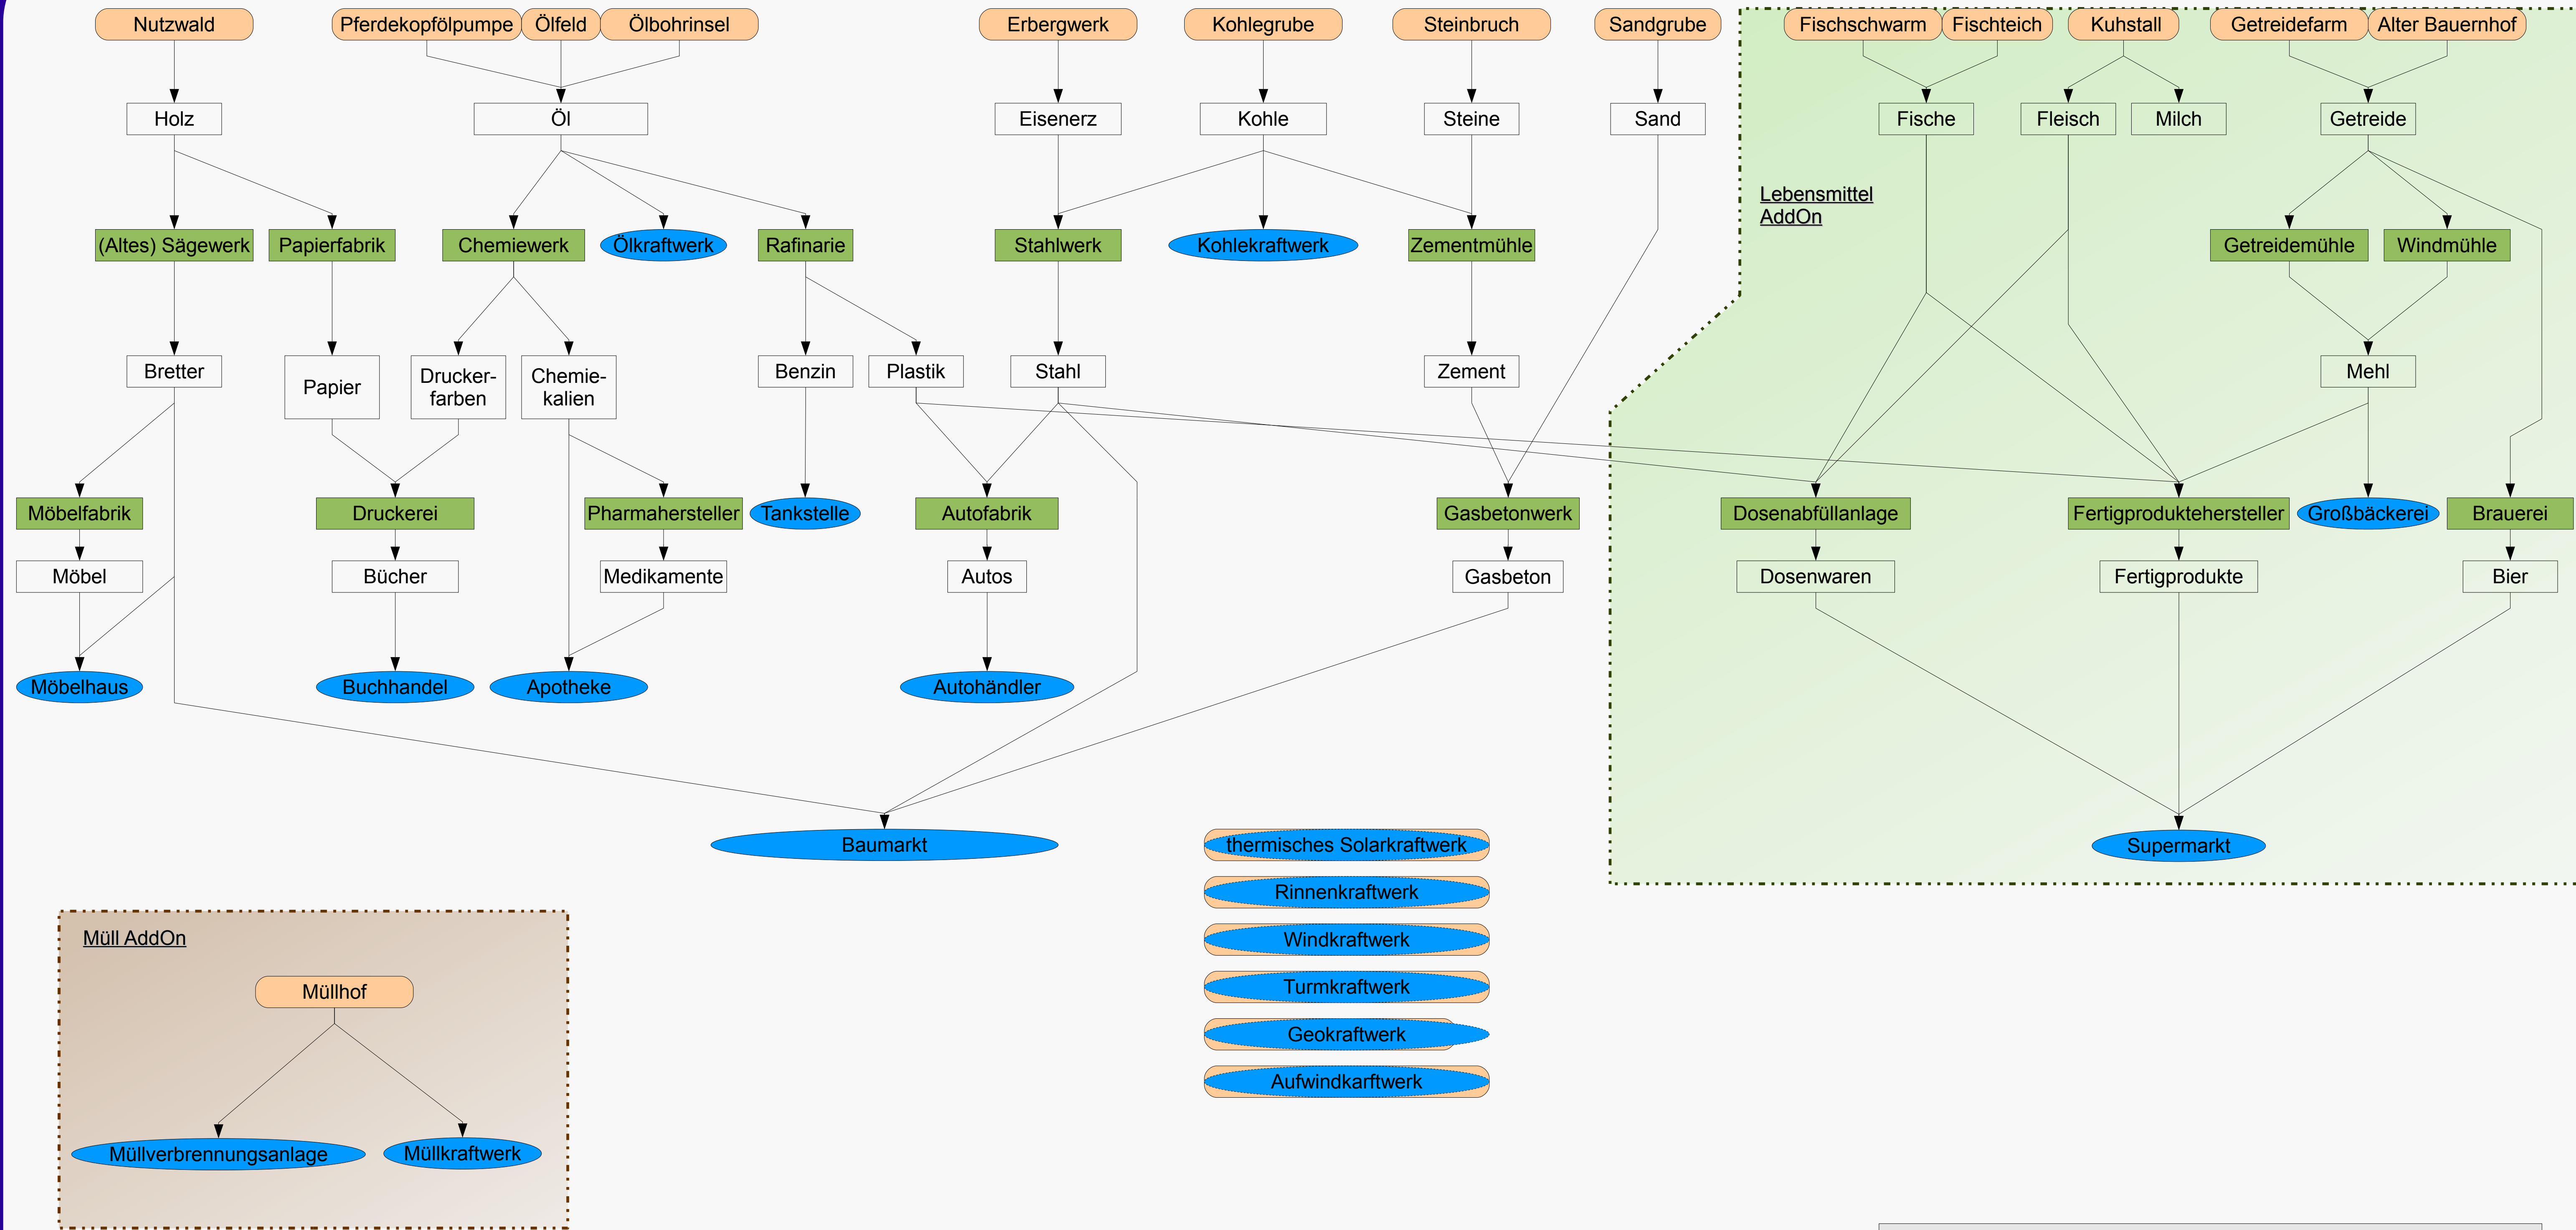 Nutzwald
Pferdekopfölpumpe
Ölfeld
Ölbohrinsel
Erbergwerk
Kohlegrube
Steinbruch
Sandgrube
Fischschwarm
Fischteich
Kuhstall
Getreidefarm
Alter Bauernhof
Holz
Öl
Eisenerz
Kohle
Steine
Sand
Fische
Fleisch
Milch
Getreide
Lebensmittel
AddOn
(Altes) Sägewerk
Papierfabrik
Chemiewerk
Ölkraftwerk
Rafinarie
Stahlwerk
Kohlekraftwerk
Zementmühle
Getreidemühle
Windmühle
Bretter
Papier
Drucker-
farben
Chemie-
kalien
Benzin
Plastik
Stahl
Zement
Mehl
Möbelfabrik
Druckerei
Pharmahersteller
Tankstelle
Autofabrik
Gasbetonwerk
Dosenabfüllanlage
Fertigproduktehersteller
Großbäckerei
Brauerei
Möbel
Bücher
Medikamente
Autos
Gasbeton
Dosenwaren
Fertigprodukte
Bier
Möbelhaus
Buchhandel
Apotheke
Autohändler
Baumarkt
thermisches Solarkraftwerk
Supermarkt
Rinnenkraftwerk
Windkraftwerk
Turmkraftwerk
Geokraftwerk
Aufwindkarftwerk
Müll AddOn
Müllhof
Müllverbrennungsanlage
Müllkraftwerk